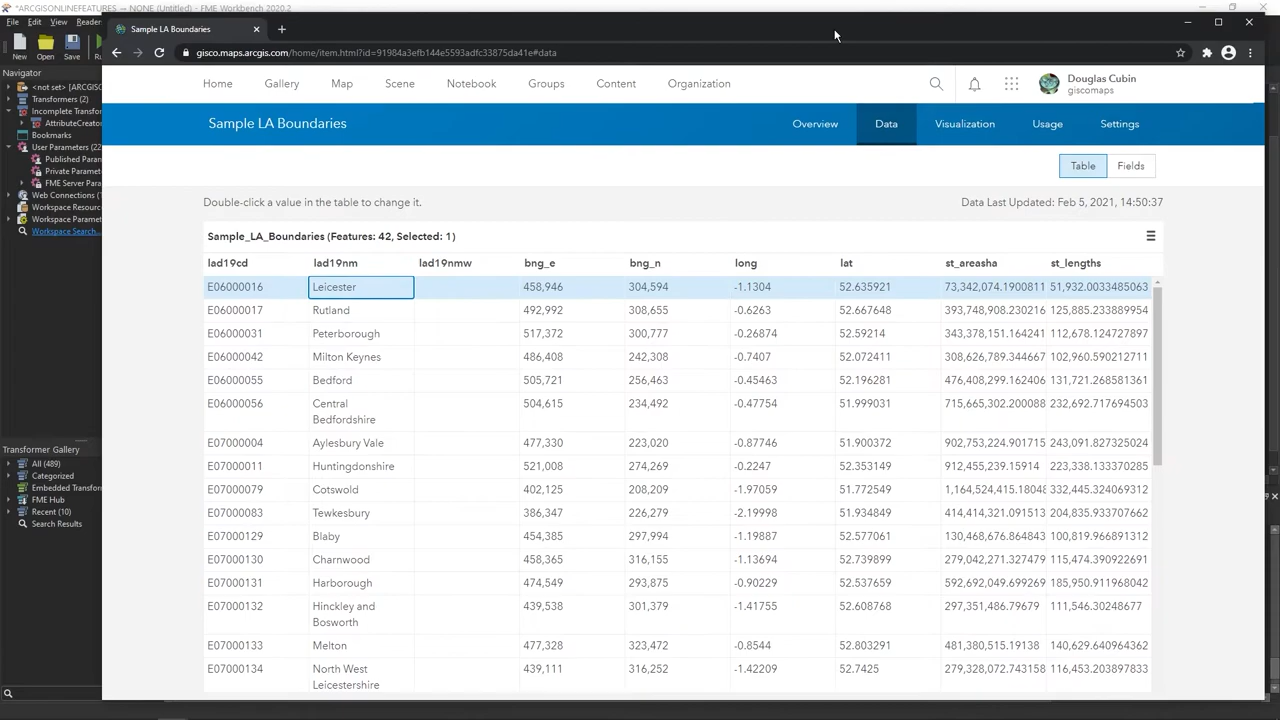 *ARCGISONLINEFEATURES -- NONE (Untitled) - FME Workbench 2020.2
File Edit View Reader
New Open Save
Navigator
<not set> [ARCGIS
Transformers (2)
Incomplete Transfo
AttributeCreato
Bookmarks
User Parameters (22
Published Para
Private Paramet
FME Server Para
Web Connections (
Workspace Resourc
Workspace Paramet
Workspace Search...
Transformer Gallery
All (489)
Categorized
Embedded Transfor
FME Hub
Recent (10)
Search Results
Sample LA Boundaries
gisco.maps.arcgis.com/home/item.html?id=91984a3efb144e5593adfc33875da41e#data
Home Gallery Map Scene Notebook Groups Content Organization
Douglas Cubin
giscomaps
Sample LA Boundaries
Overview Data Visualization Usage Settings
Table Fields
Double-click a value in the table to change it.
Data Last Updated: Feb 5, 2021, 14:50:37
Sample_LA_Boundaries (Features: 42, Selected: 1)
lad19cd lad19nm lad19nmw bng_e bng_n long lat st_areasha st_lengths
E06000016 Leicester 458,946 304,594 -1.1304 52.635921 73,342,074.1900811 51,932.0033485063
E06000017 Rutland 492,992 308,655 -0.6263 52.667648 393,748,908.230216 125,885.233889954
E06000031 Peterborough 517,372 300,777 -0.26874 52.59214 343,378,151.164241 112,678.124727897
E06000042 Milton Keynes 486,408 242,308 -0.7407 52.072411 308,626,789.344667 102,960.590212711
E06000055 Bedford 505,721 256,463 -0.45463 52.196281 476,408,299.162406 131,721.268581361
E06000056 Central Bedfordshire 504,615 234,492 -0.47754 51.999031 715,665,302.200088 232,692.717694503
E07000004 Aylesbury Vale 477,330 223,020 -0.87746 51.900372 902,753,224.901715 243,091.827325024
E07000011 Huntingdonshire 521,008 274,269 -0.2247 52.353149 912,455,239.15914 223,338.133370285
E07000079 Cotswold 402,125 208,209 -1.97059 51.772549 1,164,524,415.18048 332,445.324069312
E07000083 Tewkesbury 386,347 226,279 -2.19998 51.934849 414,414,321.091513 204,835.933707662
E07000129 Blaby 454,385 297,994 -1.19887 52.577061 130,468,676.864843 100,819.966891312
E07000130 Charnwood 458,365 316,155 -1.13694 52.739899 279,042,271.327479 115,474.390922691
E07000131 Harborough 474,549 293,875 -0.90229 52.537659 592,692,049.699269 185,950.911968042
E07000132 Hinckley and Bosworth 439,538 301,379 -1.41755 52.608768 297,351,486.79679 111,546.30248677
E07000133 Melton 477,328 323,472 -0.8544 52.803291 481,380,515.19138 140,629.640964362
E07000134 North West Leicestershire 439,111 316,252 -1.42209 52.7425 279,328,072.743158 116,453.203897833